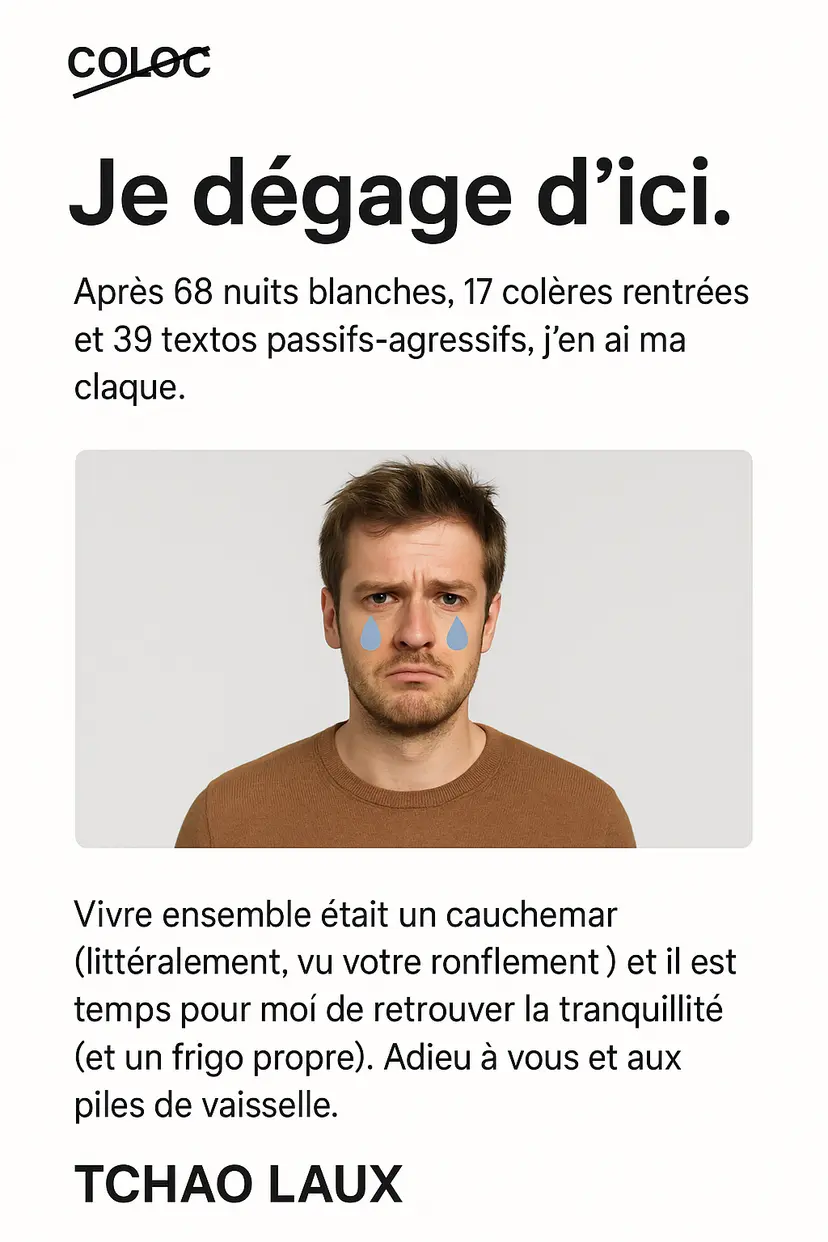 COLOC
Je dégage d’ici.
Après 68 nuits blanches, 17 colères rentrées
et 39 textos passifs-agressifs, j’en ai ma
claque.
Vivre ensemble était un cauchemar
(littéralement, vu votre ronflement ) et il est
temps pour moí de retrouver la tranquillité
(et un frigo propre). Adieu à vous et aux
piles de vaisselle.
TCHAO LAUX